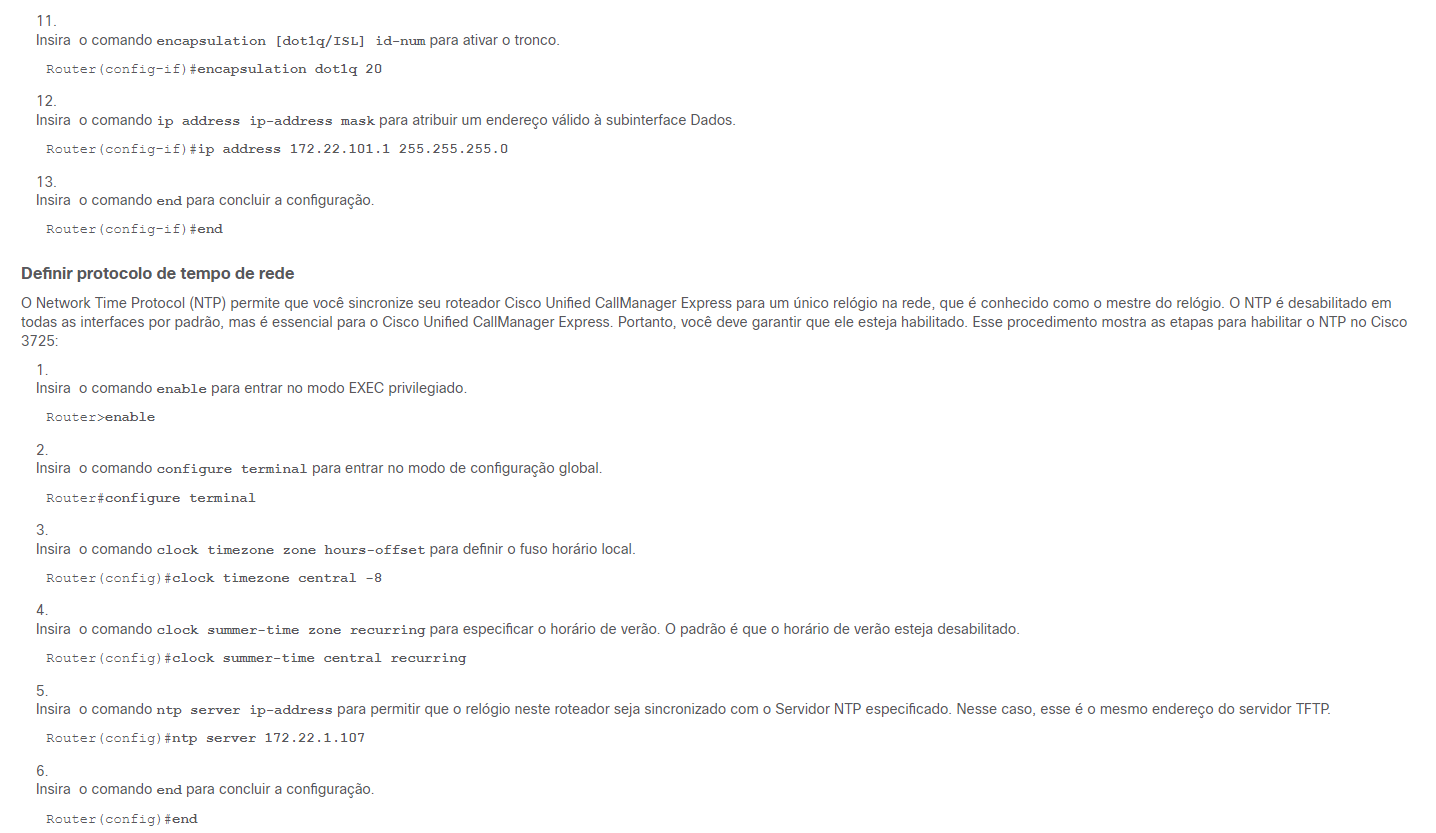 11.
Insira o comando encapsulation [dot1q/ISL] id-num para ativar o tronco.
Router(config-if)#encapsulation dot1q 20
12.
Insira o comando ip address ip-address mask para atribuir um endereço válido à subinterface Dados.
Router(config-if)#ip address 172.22.101.1 255.255.255.0
13.
Insira o comando end para concluir a configuração.
Router(config-if)#end
Definir protocolo de tempo de rede
O Network Time Protocol (NTP) permite que você sincronize seu roteador Cisco Unified CallManager Express para um único relógio na rede, que é conhecido como o mestre do relógio. O NTP é desabilitado em
todas as interfaces por padrão, mas é essencial para o Cisco Unified CallManager Express. Portanto, você deve garantir que ele esteja habilitado. Esse procedimento mostra as etapas para habilitar o NTP no Cisco
3725:
1.
Insira o comando enable para entrar no modo EXEC privilegiado.
Router>enable
2.
Insira o comando configure terminal para entrar no modo de configuração global.
Router#configure terminal
3.
Insira o comando clock timezone zone hours-offset para definir o fuso horário local.
Router(config)#clock timezone central -8
4.
Insira o comando clock summer-time zone recurring para especificar o horário de verão. O padrão é que o horário de verão esteja desabilitado.
Router(config)#clock summer-time central recurring
5.
Insira o comando ntp server ip-address para permitir que o relógio neste roteador seja sincronizado com o Servidor NTP especificado. Nesse caso, esse é o mesmo endereço do servidor TFTP.
Router(config)#ntp server 172.22.1.107
6.
Insira o comando end para concluir a configuração.
Router(config)#end